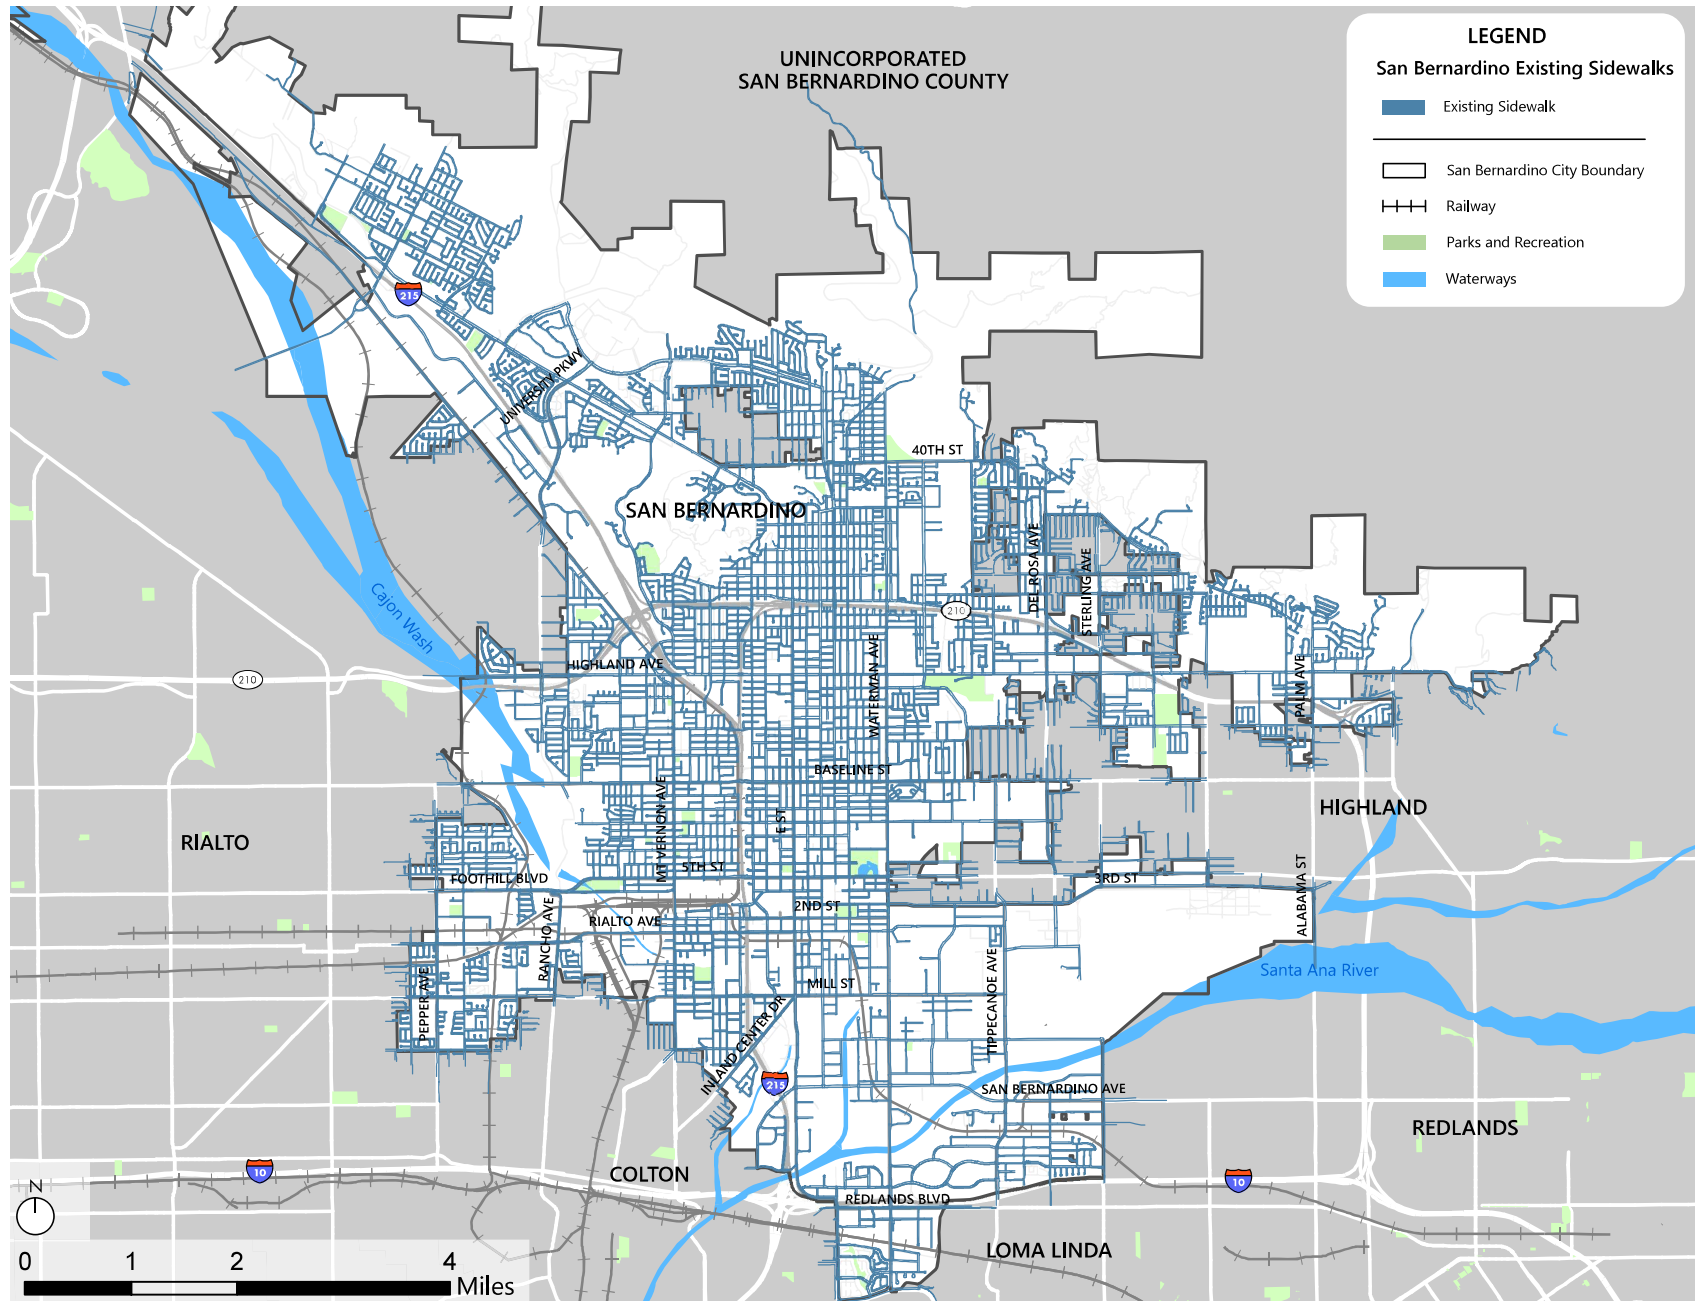 UNINCORPORATED
SAN BERNARDINO COUNTY
LEGEND
San Bernardino Existing Sidewalks
Existing Sidewalk
San Bernardino City Boundary
Railway
Parks and Recreation
Waterways
215
UNIVERSITY PKWY
40TH ST
SAN BERNARDINO
DEL ROSA AVE
STERLING AVE
Cajon Wash
210
HIGHLAND AVE
WATERMAN AVE
PALM AVE
210
BASELINE ST
MT VERNON AVE
E ST
HIGHLAND
RIALTO
5TH ST
FOOTHILL BLVD
3RD ST
ALABAMA ST
2ND ST
RIALTO AVE
RANCHO AVE
TIPPECANOE AVE
Santa Ana River
MILL ST
PEPPER AVE
INLAND CENTER DR
215
SAN BERNARDINO AVE
REDLANDS
10
COLTON
10
N
REDLANDS BLVD
LOMA LINDA
0 1 2 4
Miles